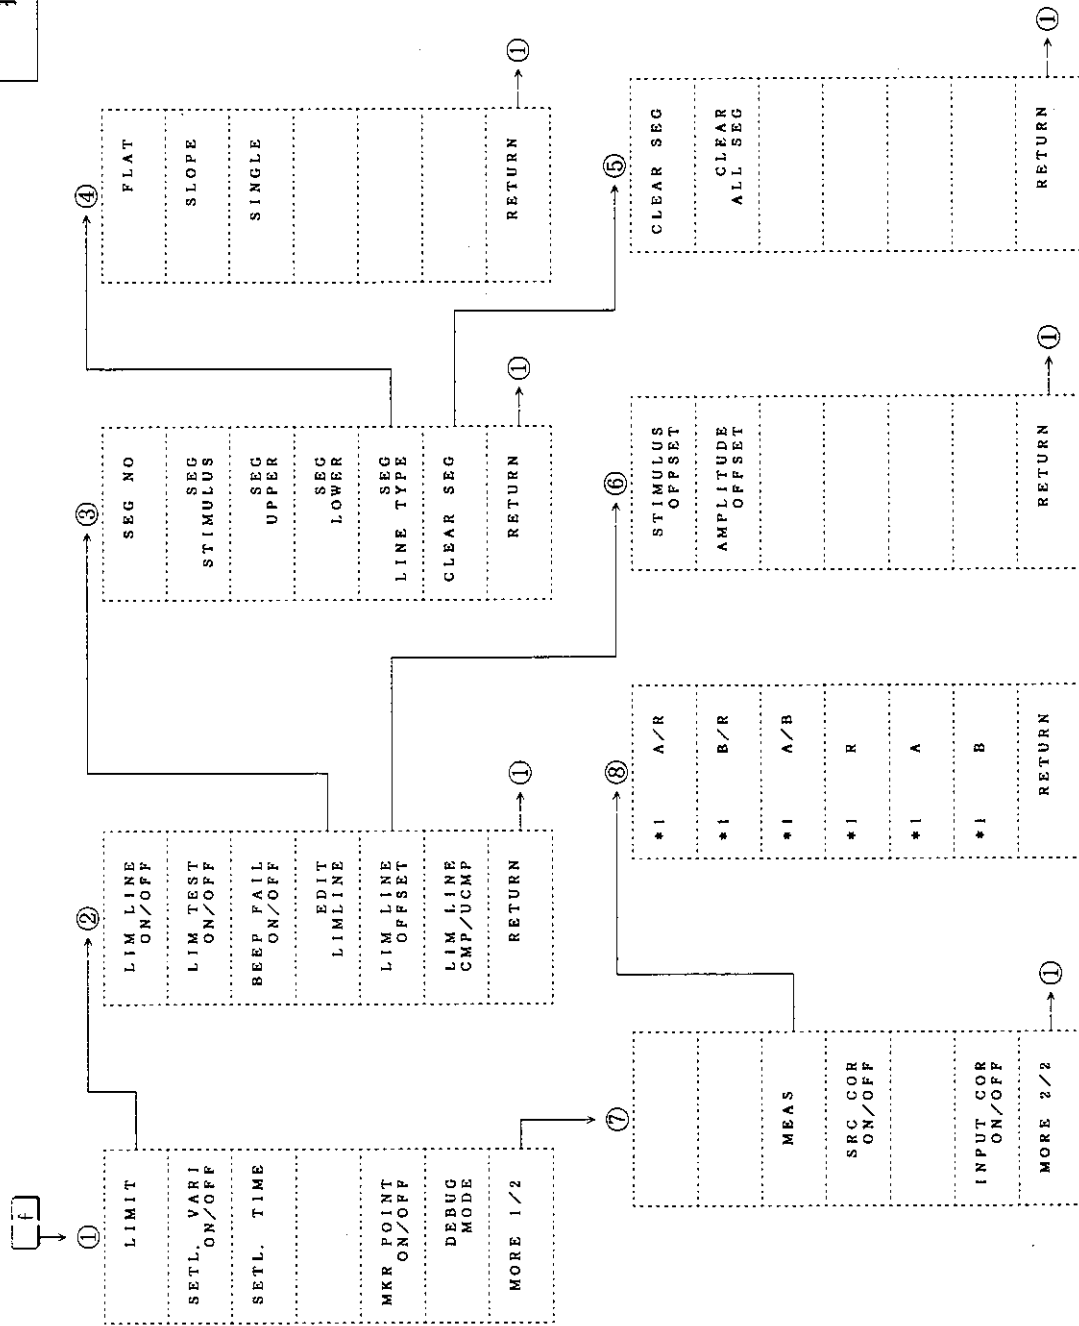 f
①
LIMIT
SETL. VARI
ON/OFF
SETL. TIME
MKR POINT
ON/OFF
DEBUG
MODE
MORE 1/2
②
LIM LINE
ON/OFF
LIM TEST
ON/OFF
BEEP FAIL
ON/OFF
EDIT
LIMLINE
LIM LINE
OFFSET
LIM LINE
CMP/UCMP
RETURN
①
③
SEG NO
SEG
STIMULUS
SEG
UPPER
SEG
LOWER
SEG
LINE TYPE
CLEAR SEG
RETURN
①
④
FLAT
SLOPE
SINGLE
RETURN
①
⑦
MEAS
SRC COR
ON/OFF
INPUT COR
ON/OFF
MORE 2/2
①
⑧
*1 A/R
*1 B/R
*1 A/B
*1 R
*1 A
*1 B
RETURN
⑥
STIMULUS
OFFSET
AMPLITUDE
OFFSET
RETURN
①
⑤
CLEAR SEG
CLEAR
ALL SEG
RETURN
①